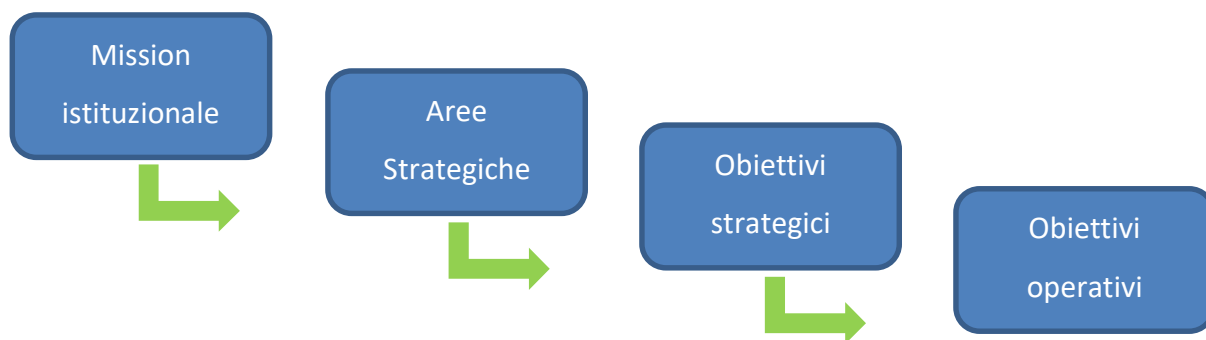 Mission
istituzionale
Aree
Strategiche
Obiettivi
strategici
Obiettivi
operativi